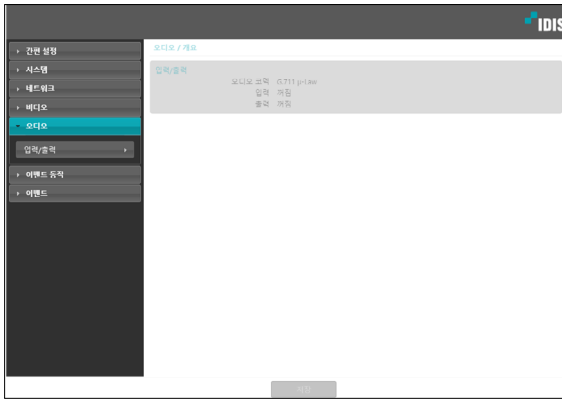 IDIS
간편 설정
시스템
네트워크
비디오
오디오
입력/출력
이벤트 동작
이벤트
오디오 / 개요
입력/출력
오디오 코덱 G.711 μ-law
입력 꺼짐
출력 꺼짐
저장